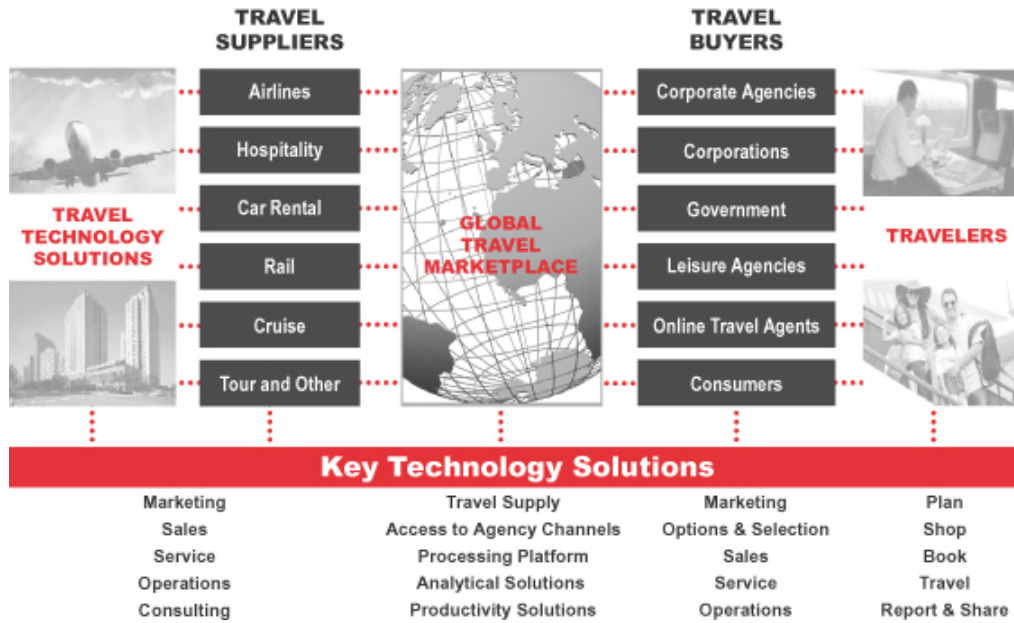 TRAVEL
SUPPLIERS
TRAVEL
BUYERS
TRAVEL
TECHNOLOGY
SOLUTIONS
Airlines
Hospitality
Car Rental
Rail
Cruise
Tour and Other
GLOBAL
TRAVEL
MARKETPLACE
Corporate Agencies
Corporations
Government
Leisure Agencies
Online Travel Agents
Consumers
TRAVELERS
Key Technology Solutions
Marketing
Sales
Service
Operations
Consulting
Travel Supply
Access to Agency Channels
Processing Platform
Analytical Solutions
Productivity Solutions
Marketing
Options & Selection
Sales
Service
Operations
Plan
Shop
Book
Travel
Report & Share